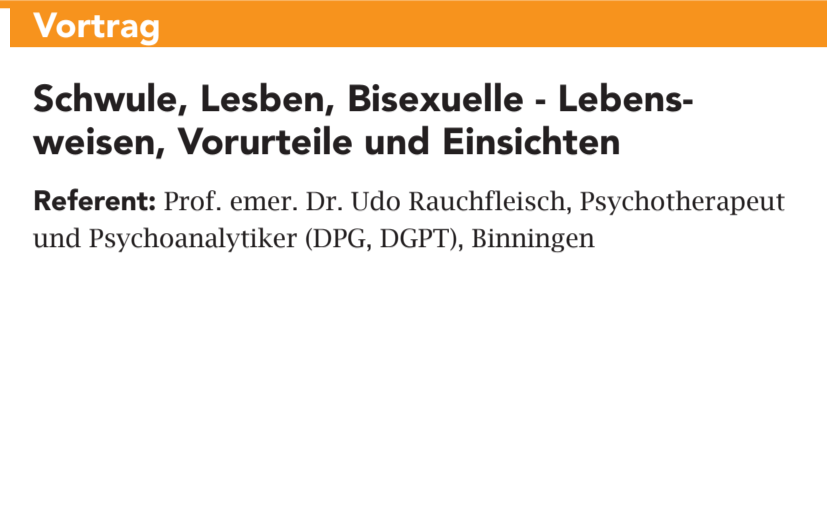 Vortrag
Schwule, Lesben, Bisexuelle - Lebens-
weisen, Vorurteile und Einsichten
Referent: Prof. emer. Dr. Udo Rauchfleisch, Psychotherapeut
und Psychoanalytiker (DPG, DGPT), Binningen